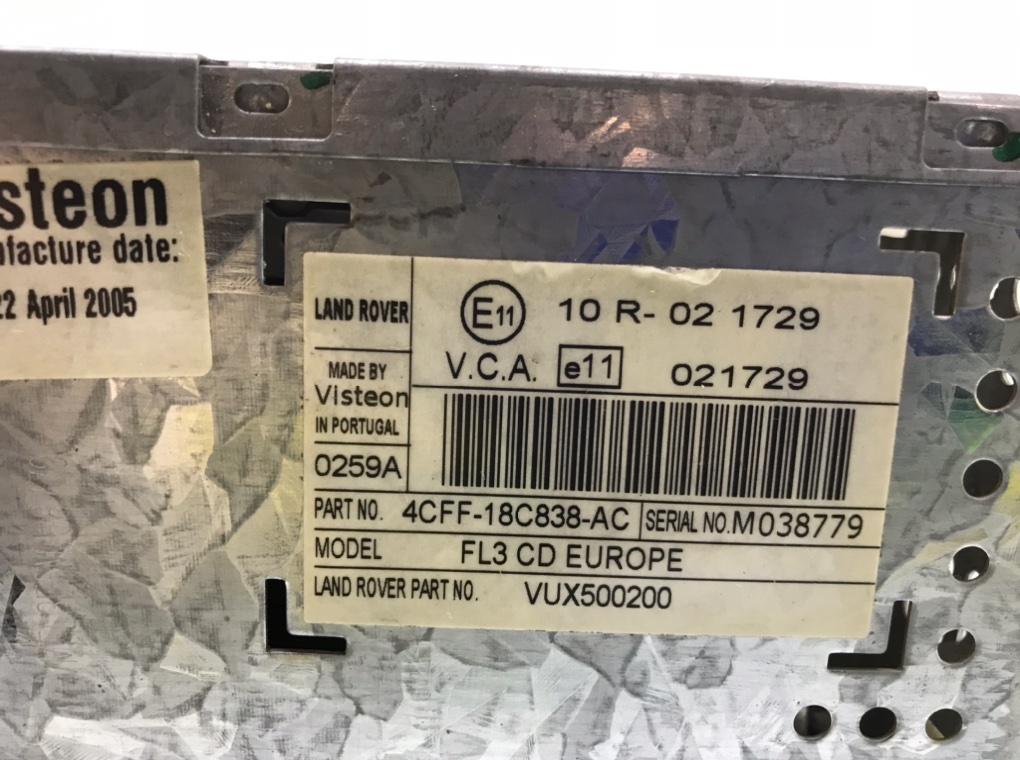 steon
facture date:
22 April 2005
LAND ROVER
E11 10 R- 02 1729
V.C.A. e11 021729
MADE BY
Visteon
IN PORTUGAL
0259A
PART NO. 4CFF-18C838-AC SERIAL NO. M038779
MODEL FL3 CD EUROPE
LAND ROVER PART NO. VUX500200